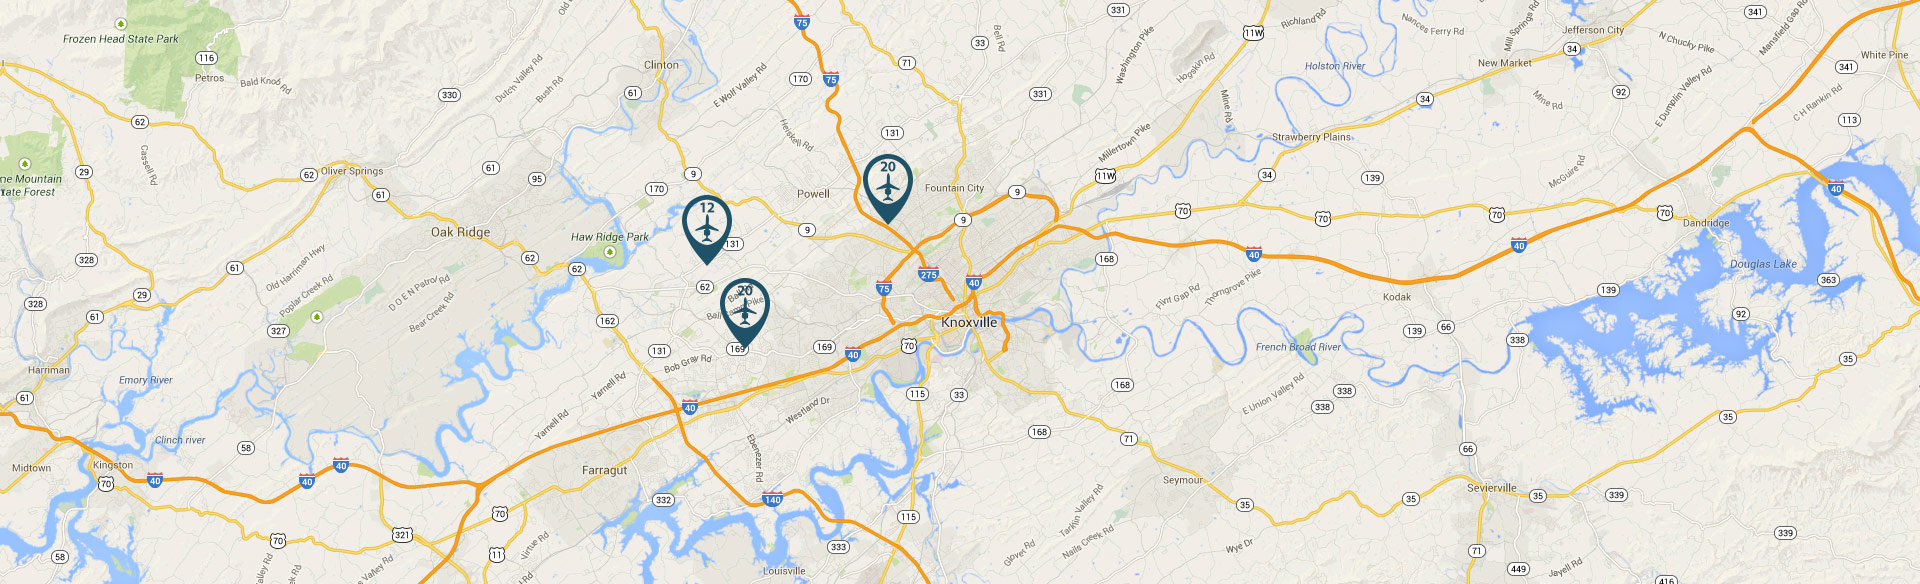 Frozen Head State Park
116
Petros
Bald Knob Rd
62
Cassell Rd
29
62
Oliver Springs
61
me Mountain
tate Forest
330
Dutch Valley Rd
Bush Rd
Old
Clinton
61
61
95
E Wolf Valley Rd
75
170
75
Heiskell Rd
71
131
33
Bell Rd
331
331
Washington Pike
Hogskin Rd
11W
Richland Rd
Mine Rd
Millertown Pike
11W
Holston River
Nances Ferry Rd
Mill Springs Rd
Jefferson City
34
New Market
34
Mine Rd
92
N Chucky Pike
341
Mansfield Gap Rd
White Pine
341
E Dumplin Valley Rd
C H Rankin Rd
113
Strawberry Plains
34
139
McGuire Rd
40
9
170
Powell
20
Fountain City
9
9
9
12
131
Haw Ridge Park
Oak Ridge
62
62
70
70
70
70
Dandridge
Douglas Lake
363
328
61
Old Harriman Hwy
Poplar Creek Rd
D O E N Patrol Rd
Bear Creek Rd
29
328
61
327
162
62
20
Pike
169
169
131
Bob Gray Rd
75
275
40
Knoxville
70
40
168
40
40
Flint Gap Rd
Thorngrove Pike
Kodak
139
139
66
338
92
35
French Broad River
Harriman
61
Emory River
Yarnell Rd
Yarnell Rd
40
Westland Dr
115
33
168
168
E Union Valley Rd
338
338
35
Clinch river
58
Midtown
Kingston
70
40
40
40
Farragut
Ebenezer Rd
332
140
71
Seymour
35
35
66
Sevierville
35
339
58
70
321
70
11
Virtue Rd
333
Louisville
115
Tarklin Valley Rd
Nails Creek Rd
Glover Rd
Wye Dr
71
449
Jayell Rd
339
416